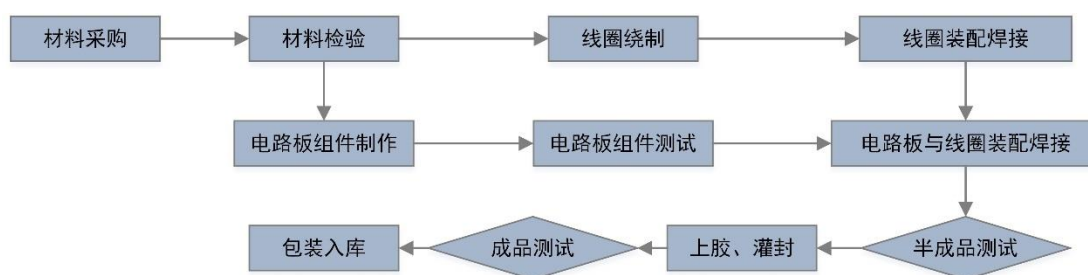 材料采购
材料检验
线圈绕制
线圈装配焊接
电路板组件制作
电路板组件测试
电路板与线圈装配焊接
包装入库
成品测试
上胶、灌封
半成品测试